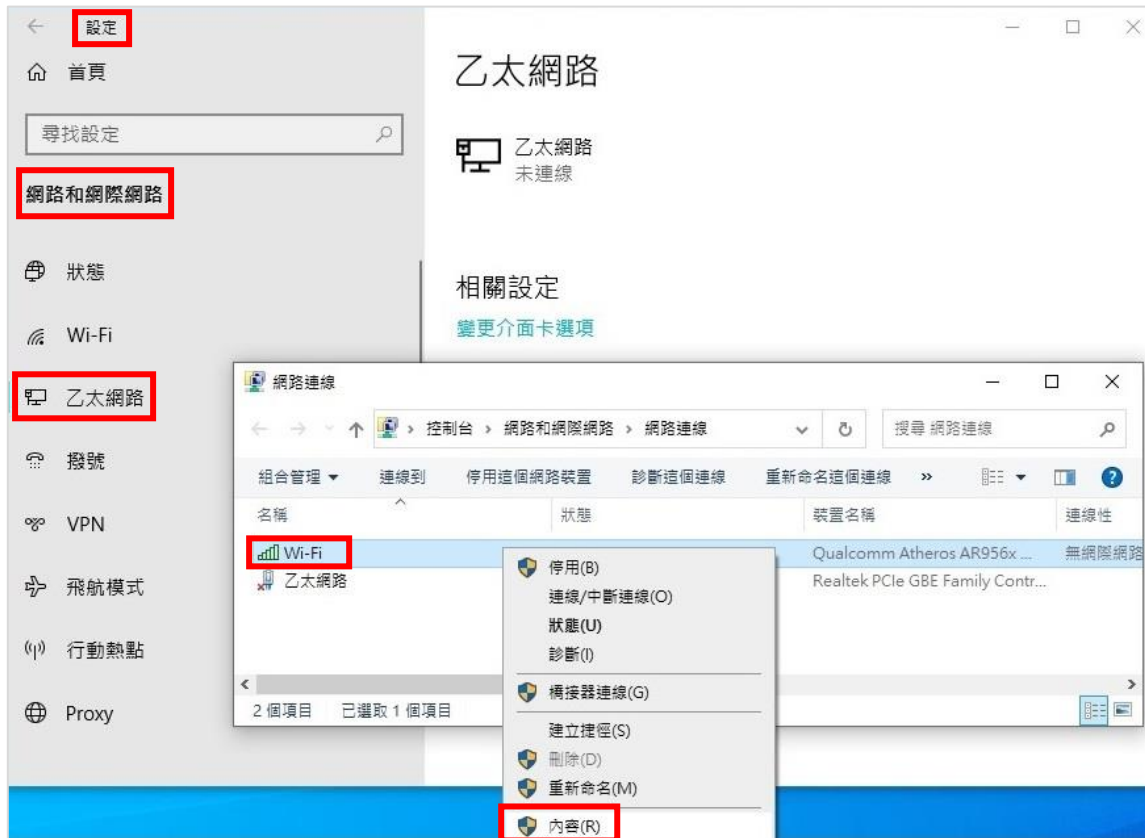 設定
首頁
尋找設定
網路和網際網路
狀態
Wi-Fi
乙太網路
撥號
VPN
飛航模式
行動熱點
Proxy
乙太網路
乙太網路
未連線
相關設定
變更介面卡選項
網路連線
控制台 › 網路和網際網路 › 網路連線
搜尋 網路連線
組合管理 連線到 停用這個網路裝置 診斷這個連線 重新命名這個連線 »
名稱 狀態 裝置名稱 連線性
Wi-Fi Qualcomm Atheros AR956x ... 無網際網路
乙太網路 Realtek PCIe GBE Family Contr...
2 個項目 已選取 1 個項目
停用(B)
連線/中斷連線(O)
狀態(U)
診斷(I)
橋接器連線(G)
建立捷徑(S)
刪除(D)
重新命名(M)
內容(R)